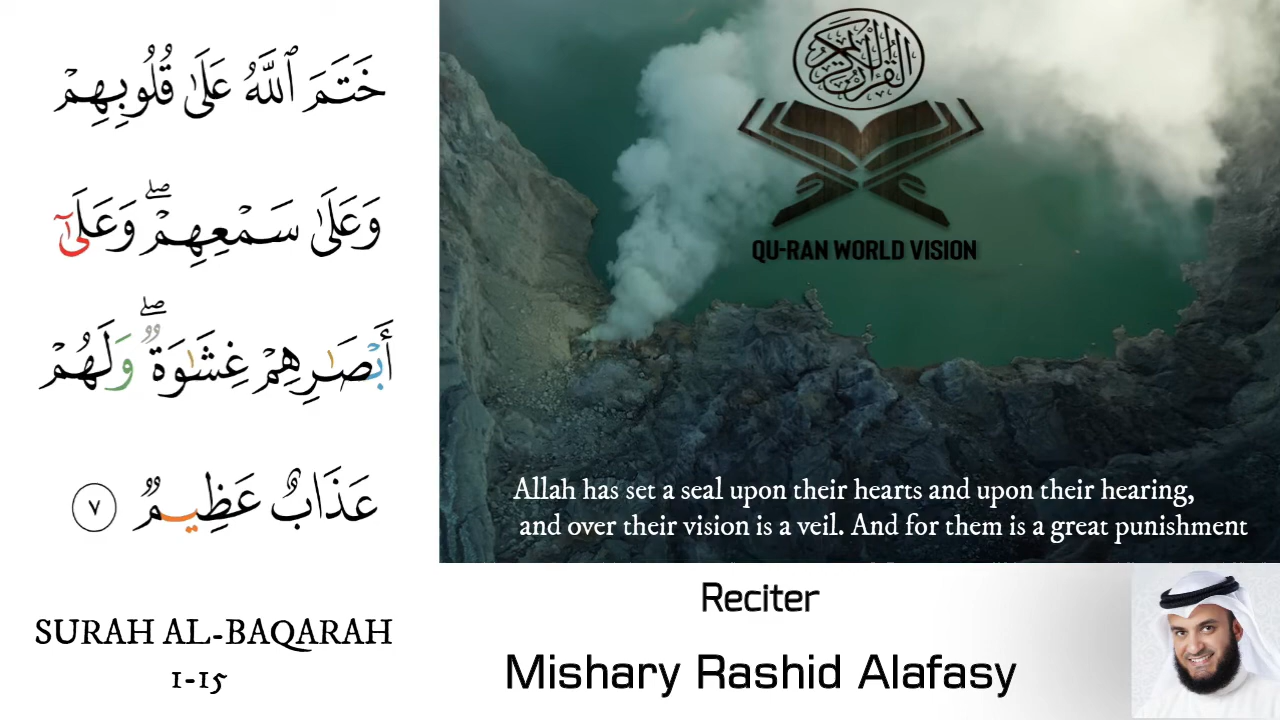 خَتَمَ ٱللَّهُ عَلَىٰ قُلُوبِهِمْ
وَعَلَىٰ سَمْعِهِمْ ۖ وَعَلَىٰٓ
أَبْصَـٰرِهِمْ غِشَـٰوَةٌ ۖ وَلَهُمْ
عَذَابٌ عَظِيمٌ ٧
SURAH AL-BAQARAH
1-15
القرآن الكريم
QU-RAN WORLD VISION
Allah has set a seal upon their hearts and upon their hearing,
and over their vision is a veil. And for them is a great punishment
Reciter
Mishary Rashid Alafasy